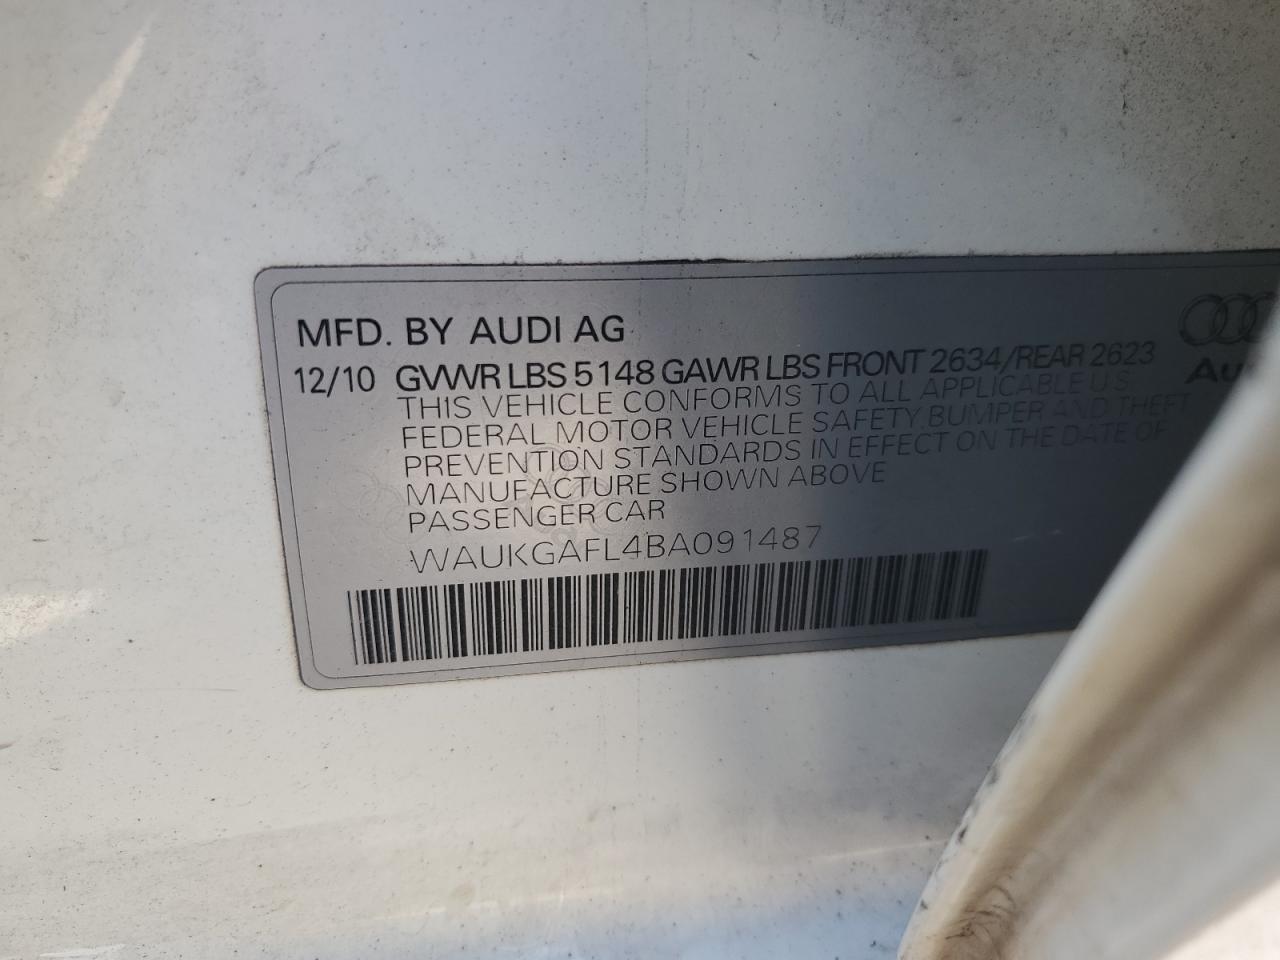 MFD. BY AUDI AG
12/10 GVWR LBS 5148 GAWR LBS FRONT 2634/REAR 2623
THIS VEHICLE CONFORMS TO ALL APPLICABLE U.S.
FEDERAL MOTOR VEHICLE SAFETY, BUMPER AND THEFT
PREVENTION STANDARDS IN EFFECT ON THE DATE OF
MANUFACTURE SHOWN ABOVE
PASSENGER CAR
WAUKGAFL4BA091487